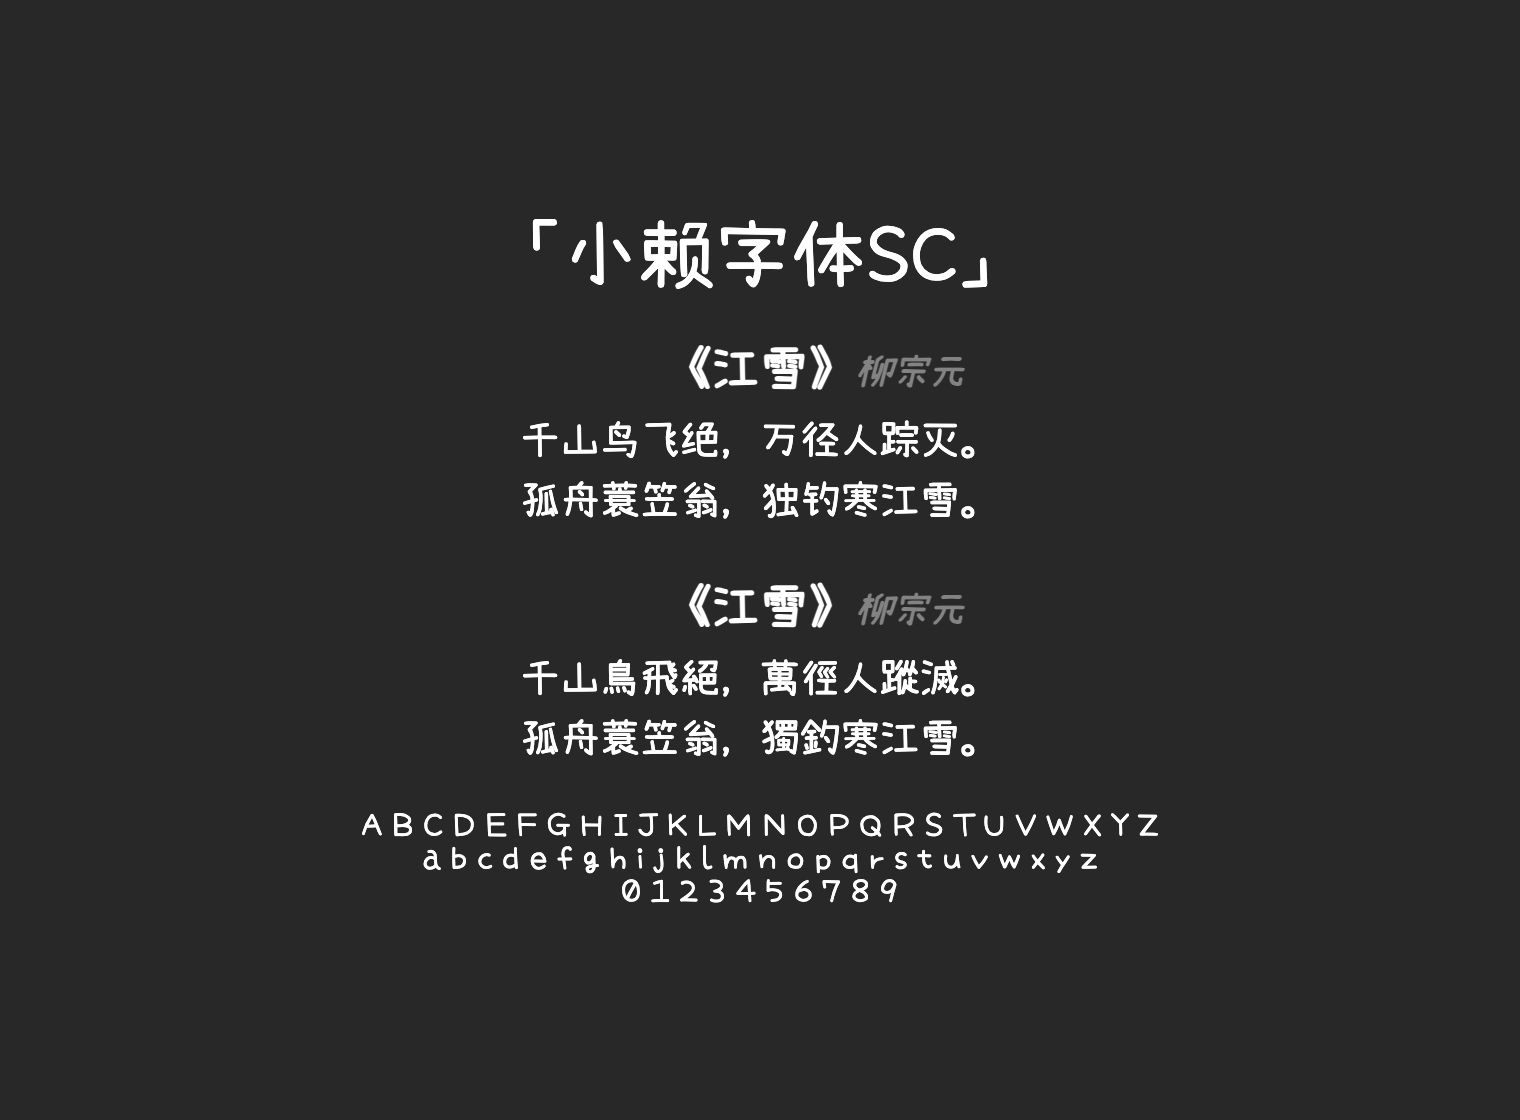 「小赖字体SC」
《江雪》 柳宗元
千山鸟飞绝，万径人踪灭。
孤舟蓑笠翁，独钓寒江雪。
《江雪》 柳宗元
千山鳥飛絕，萬徑人蹤滅。
孤舟蓑笠翁，獨釣寒江雪。
A B C D E F G H I J K L M N O P Q R S T U V W X Y Z
a b c d e f g h i j k l m n o p q r s t u v w x y z
0 1 2 3 4 5 6 7 8 9